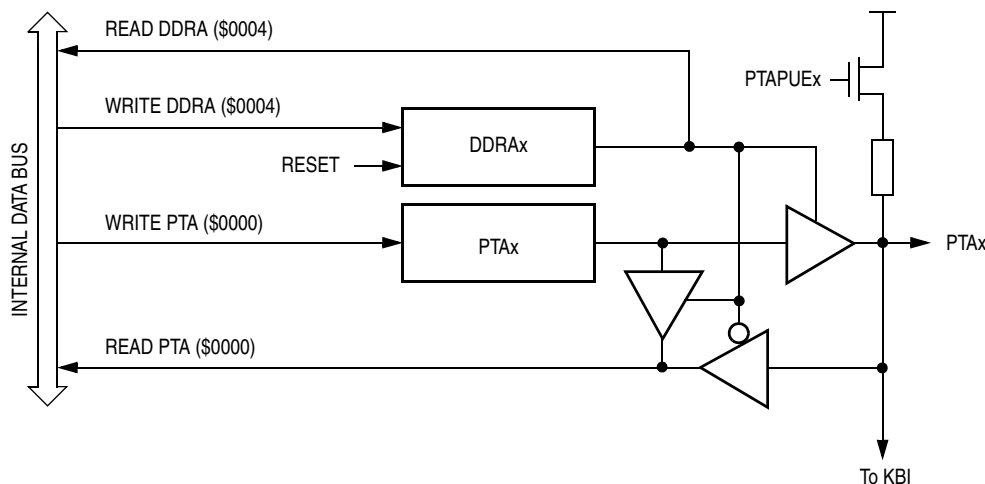 READ DDRA ($0004)
PTAPUEx
WRITE DDRA ($0004)
DDRAx
RESET
INTERNAL DATA BUS
WRITE PTA ($0000)
PTAx
PTAx
READ PTA ($0000)
To KBI